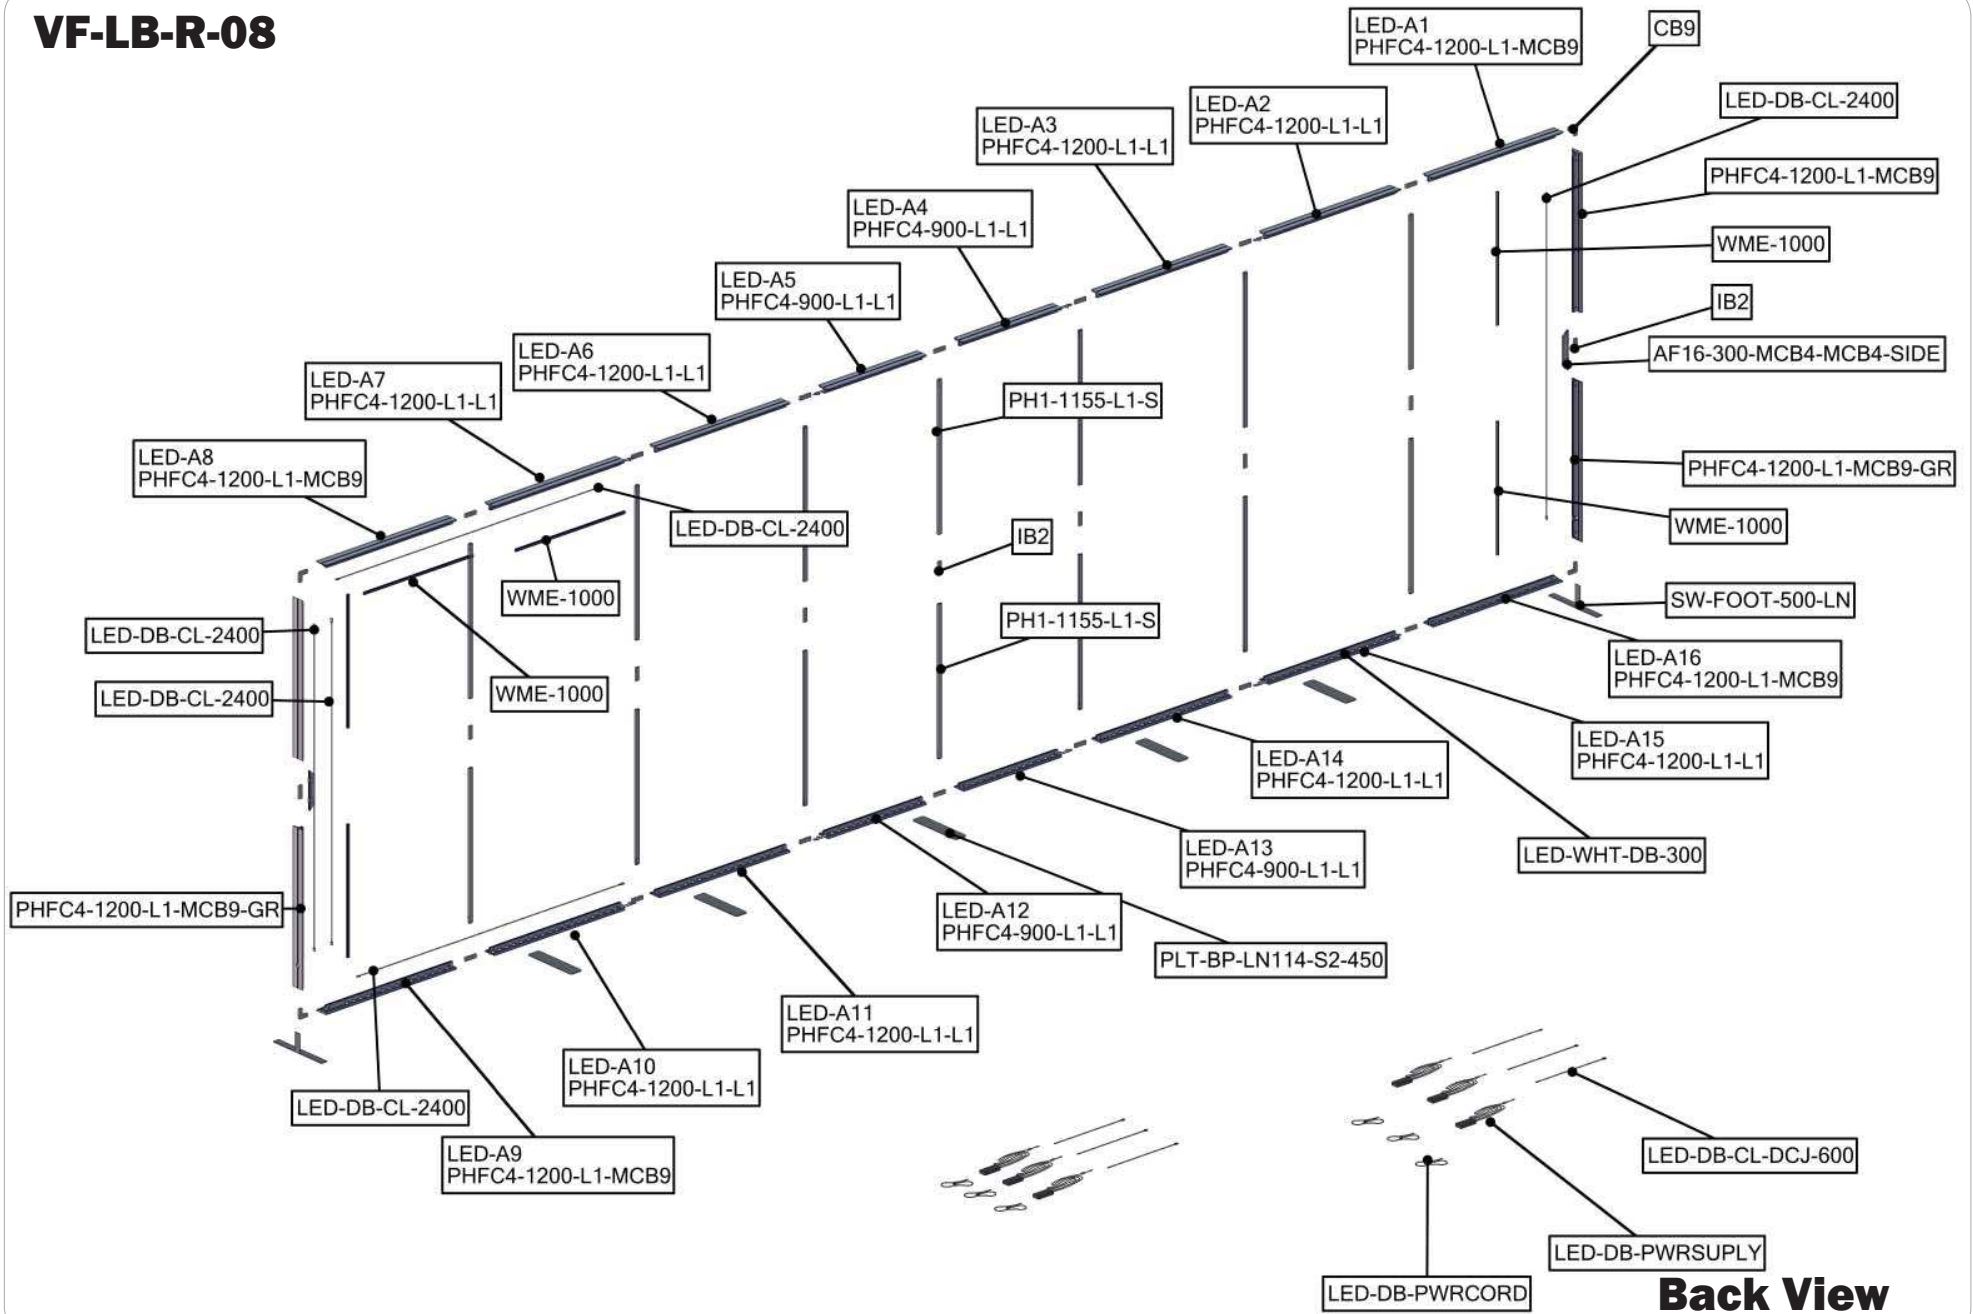 VF-LB-R-08
LED-A1
PHFC4-1200-L1-MCB9
CB9
LED-DB-CL-2400
LED-A2
PHFC4-1200-L1-L1
LED-A3
PHFC4-1200-L1-L1
PHFC4-1200-L1-MCB9
LED-A4
PHFC4-900-L1-L1
WME-1000
LED-A5
PHFC4-900-L1-L1
IB2
LED-A6
PHFC4-1200-L1-L1
AF16-300-MCB4-MCB4-SIDE
LED-A7
PHFC4-1200-L1-L1
PH1-1155-L1-S
LED-A8
PHFC4-1200-L1-MCB9
PHFC4-1200-L1-MCB9-GR
LED-DB-CL-2400
IB2
WME-1000
WME-1000
SW-FOOT-500-LN
LED-DB-CL-2400
PH1-1155-L1-S
LED-A16
PHFC4-1200-L1-MCB9
LED-DB-CL-2400
WME-1000
LED-A15
PHFC4-1200-L1-L1
LED-A14
PHFC4-1200-L1-L1
LED-A13
PHFC4-900-L1-L1
LED-WHT-DB-300
PHFC4-1200-L1-MCB9-GR
LED-A12
PHFC4-900-L1-L1
PLT-BP-LN114-S2-450
LED-A11
PHFC4-1200-L1-L1
LED-A10
PHFC4-1200-L1-L1
LED-DB-CL-2400
LED-A9
PHFC4-1200-L1-MCB9
LED-DB-CL-DCJ-600
LED-DB-PWRSUPLY
LED-DB-PWRCORD
Back View